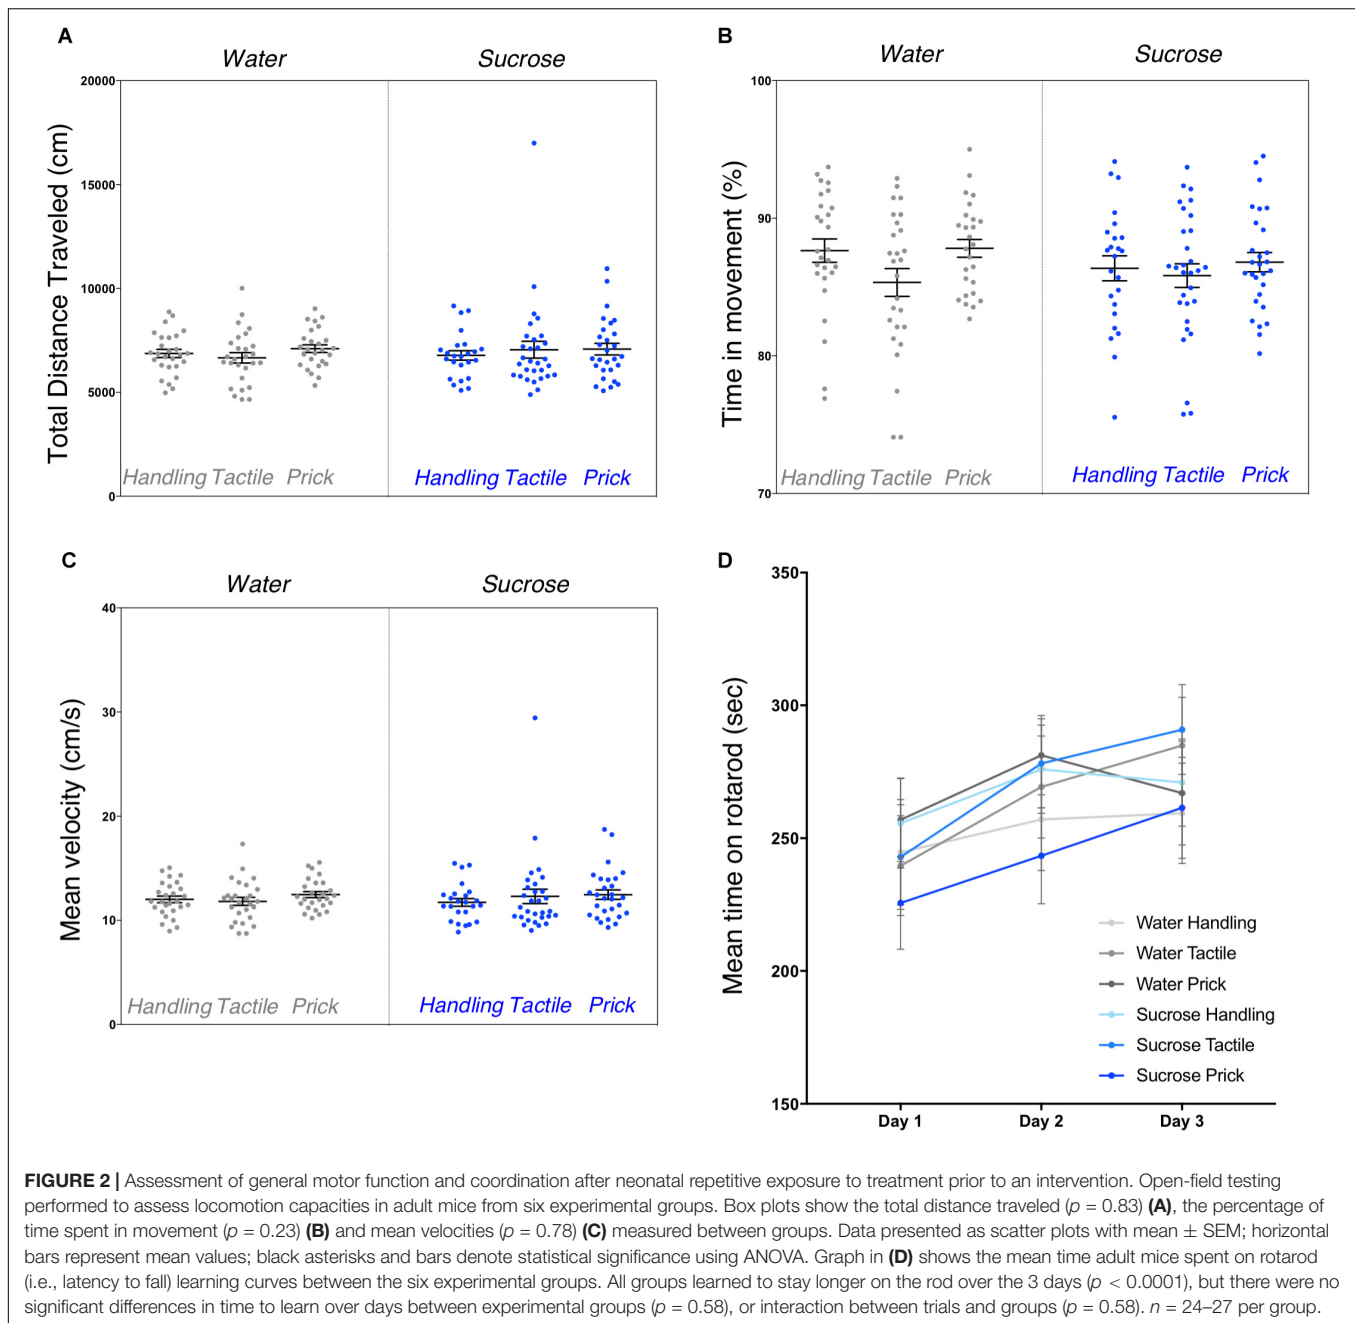 A
Water
Sucrose
Total Distance Traveled (cm)
20000
15000
10000
5000
0
Handling Tactile Prick
Handling Tactile Prick
B
Water
Sucrose
Time in movement (%)
100
90
80
70
Handling Tactile Prick
Handling Tactile Prick
C
Water
Sucrose
Mean velocity (cm/s)
40
30
20
10
0
Handling Tactile Prick
Handling Tactile Prick
D
Mean time on rotarod (sec)
350
300
250
200
150
Water Handling
Water Tactile
Water Prick
Sucrose Handling
Sucrose Tactile
Sucrose Prick
Day 1
Day 2
Day 3
FIGURE 2 | Assessment of general motor function and coordination after neonatal repetitive exposure to treatment prior to an intervention. Open-field testing
performed to assess locomotion capacities in adult mice from six experimental groups. Box plots show the total distance traveled (p = 0.83) (A), the percentage of
time spent in movement (p = 0.23) (B) and mean velocities (p = 0.78) (C) measured between groups. Data presented as scatter plots with mean ± SEM; horizontal
bars represent mean values; black asterisks and bars denote statistical significance using ANOVA. Graph in (D) shows the mean time adult mice spent on rotarod
(i.e., latency to fall) learning curves between the six experimental groups. All groups learned to stay longer on the rod over the 3 days (p < 0.0001), but there were no
significant differences in time to learn over days between experimental groups (p = 0.58), or interaction between trials and groups (p = 0.58). n = 24–27 per group.